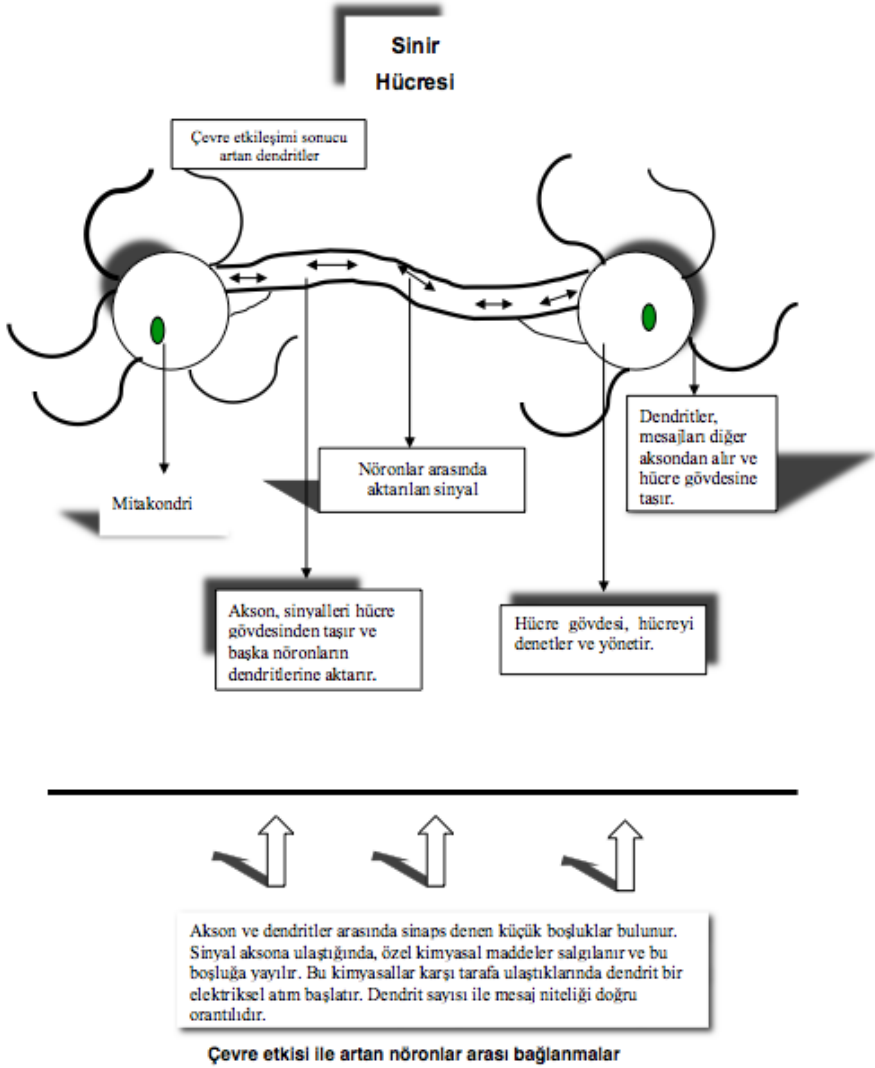 Sinir
Hücresi
Çevre etkileşimi sonucu
artan dendritler
Dendritler,
mesajları diğer
aksondan alır ve
hücre gövdesine
taşır.
Nöronlar arasında
aktarılan sinyal
Mitakondri
Akson, sinyalleri hücre
gövdesinden taşır ve
başka nöronların
dendritlerine aktarır.
Hücre gövdesi, hücreyi
denetler ve yönetir.
Akson ve dendritler arasında sinaps denen küçük boşluklar bulunur.
Sinyal aksona ulaştığında, özel kimyasal maddeler salgılanır ve bu
boşluğa yayılır. Bu kimyasallar karşı tarafa ulaştıklarında dendrit bir
elektriksel atım başlatır. Dendrit sayısı ile mesaj niteliği doğru
orantılıdır.
Çevre etkisi ile artan nöronlar arası bağlanmalar